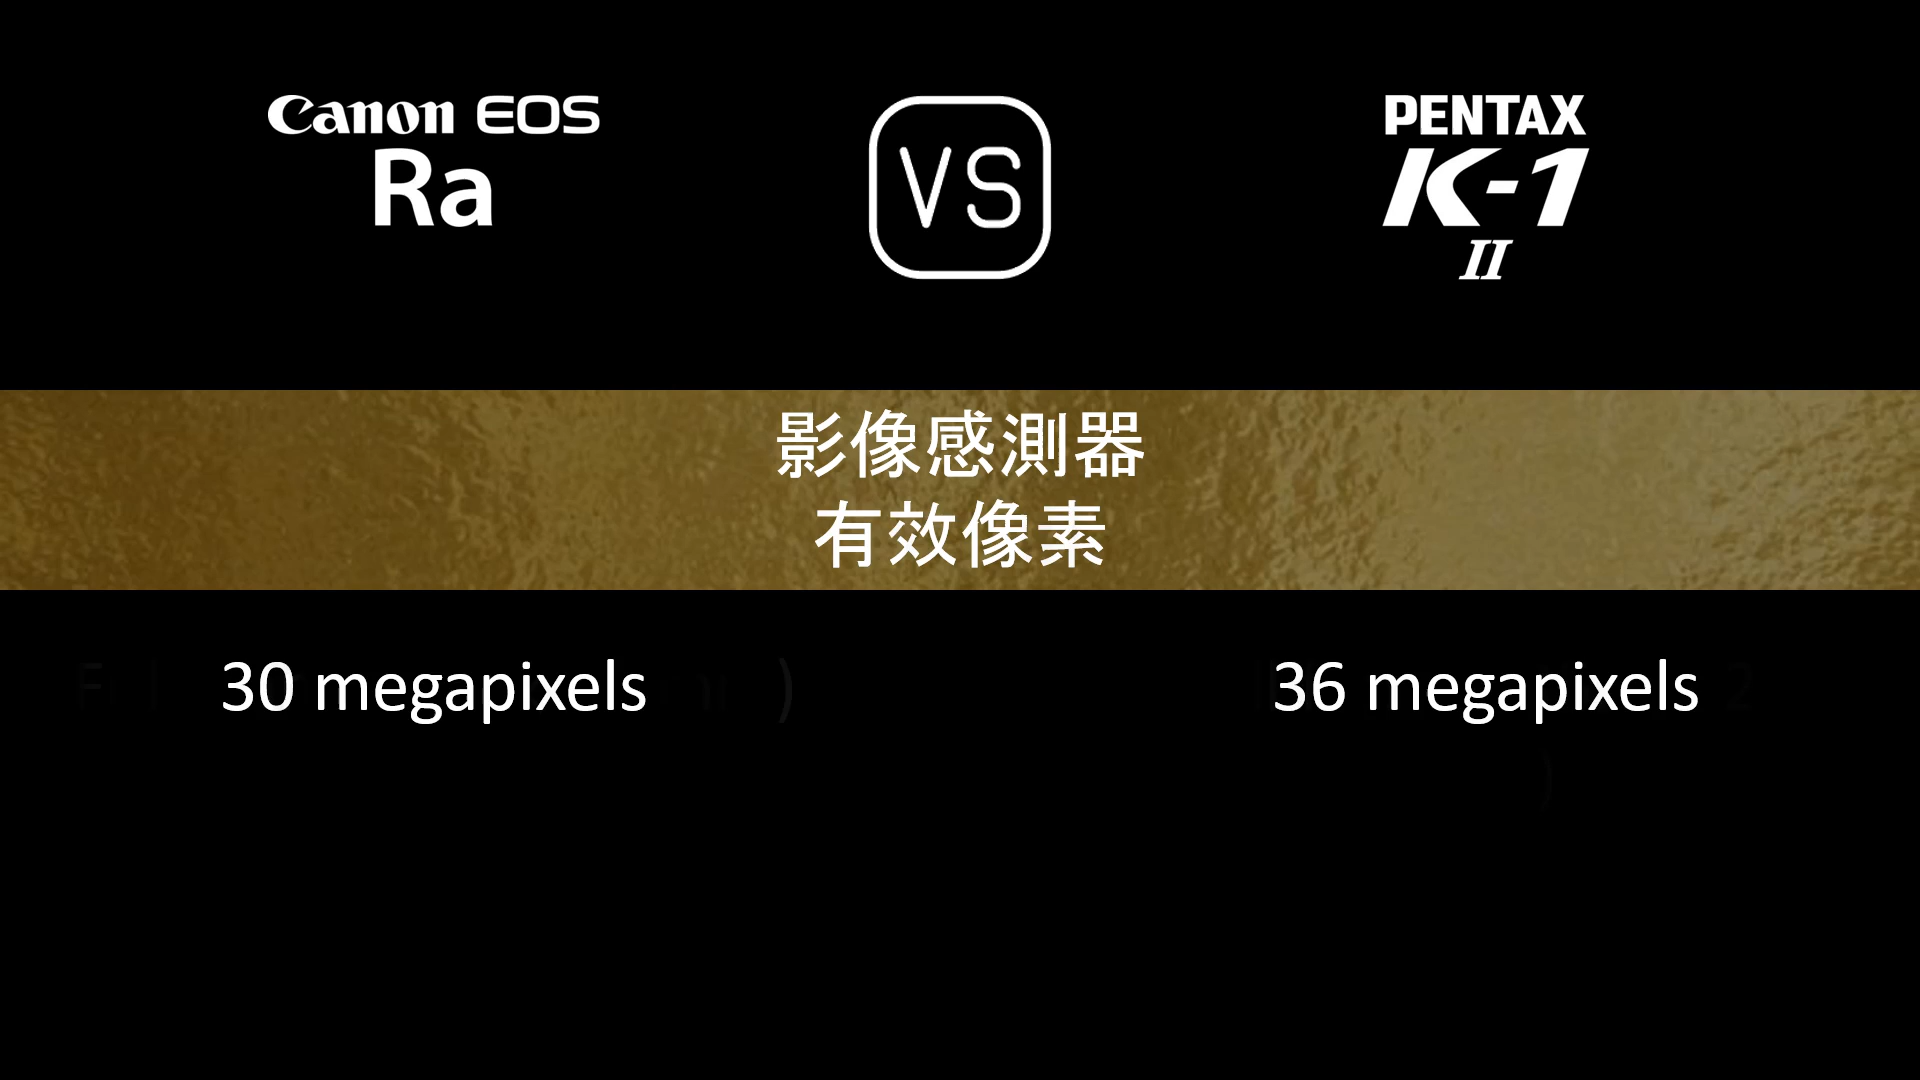 Canon EOS
Ra
VS
PENTAX
K-1
II
影像感測器
有效像素
30 megapixels
36 megapixels